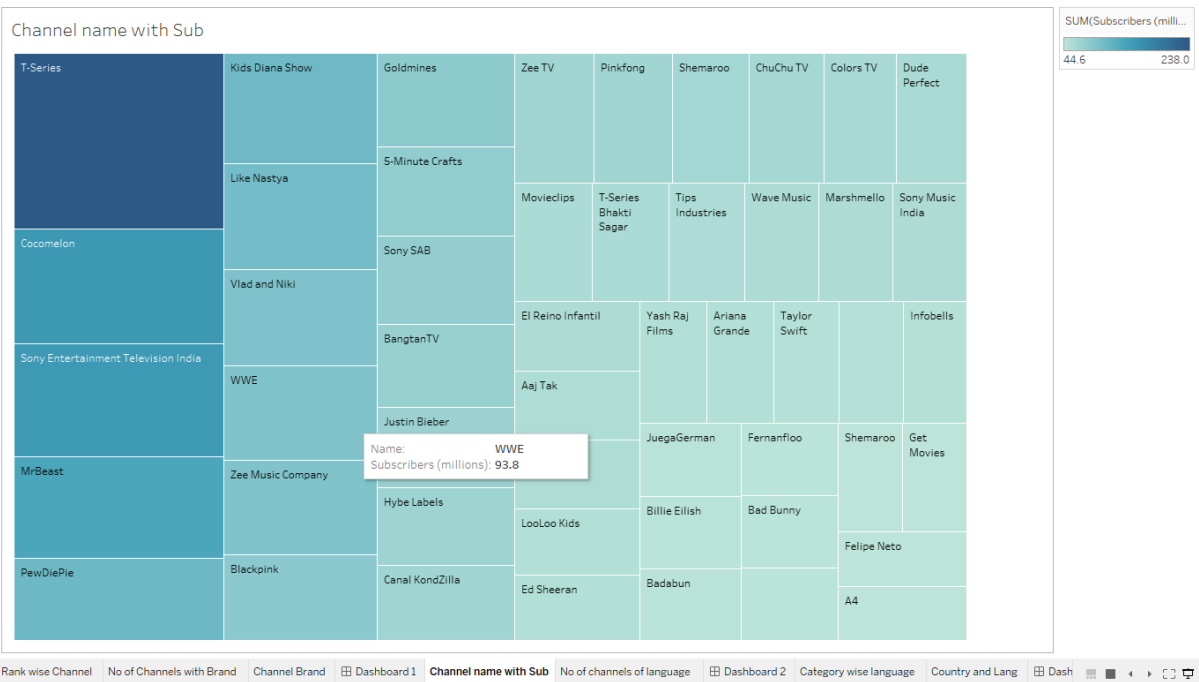 Channel name with Sub
SUM(Subscribers (milli...
44.6
238.0
T-Series
Cocomelon
Sony Entertainment Television India
MrBeast
PewDiePie
Kids Diana Show
Like Nastya
Vlad and Niki
WWE
Zee Music Company
Blackpink
Goldmines
5-Minute Crafts
Sony SAB
BangtanTV
Justin Bieber
Name: WWE
Subscribers (millions): 93.8
Hybe Labels
Canal KondZilla
Zee TV
Pinkfong
Shemaroo
ChuChu TV
Colors TV
Dude
Perfect
Movieclips
T-Series
Bhakti
Sagar
Tips
Industries
Wave Music
Marshmello
Sony Music
India
El Reino Infantil
Aaj Tak
LooLoo Kids
Ed Sheeran
Yash Raj
Films
Ariana
Grande
Taylor
Swift
Infobells
JuegaGerman
Fernanfloo
Shemaroo
Get
Movies
Billie Eilish
Bad Bunny
Felipe Neto
Badabun
A4
Rank wise Channel
No of Channels with Brand
Channel Brand
Dashboard 1
Channel name with Sub
No of channels of language
Dashboard 2
Category wise language
Country and Lang
Dash